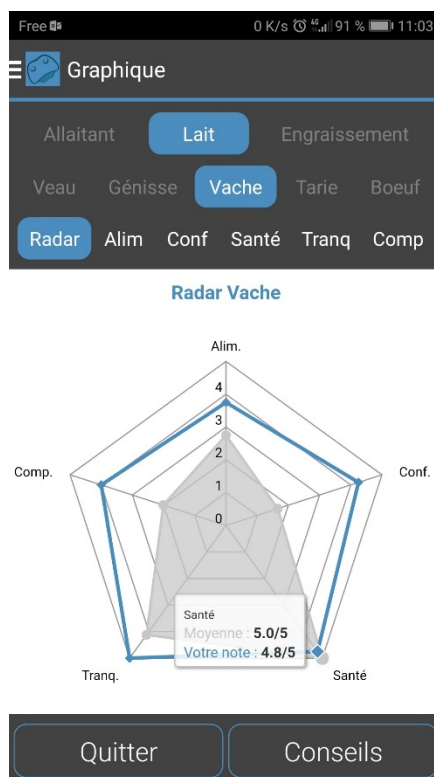 Free 0 K/s 4G 91 % 11:03
Graphique
Allaitant Lait Engraissement
Veau Génisse Vache Tarie Boeuf
Radar Alim Conf Santé Tranq Comp
Radar Vache
Alim.
4
3
Comp. 2 Conf.
1
0
Santé
Moyenne : 5.0/5
Votre note : 4.8/5
Tranq. Santé
Quitter Conseils